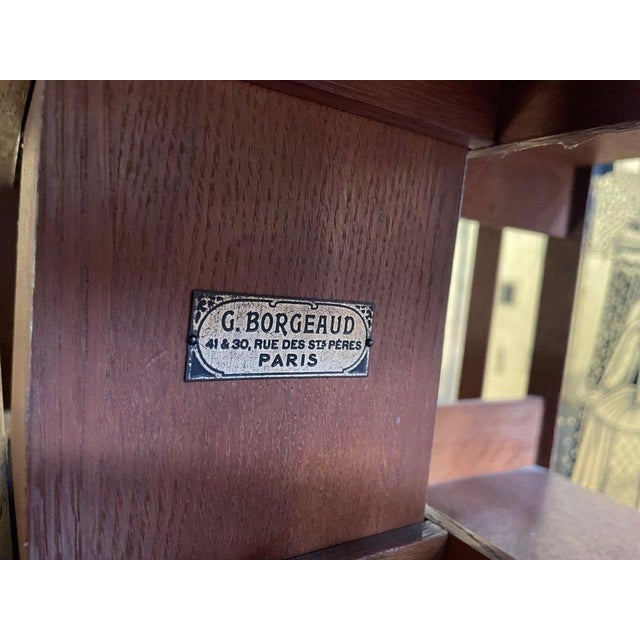 G. BORGEAUD
41 & 30, RUE DES STS PÈRES
PARIS